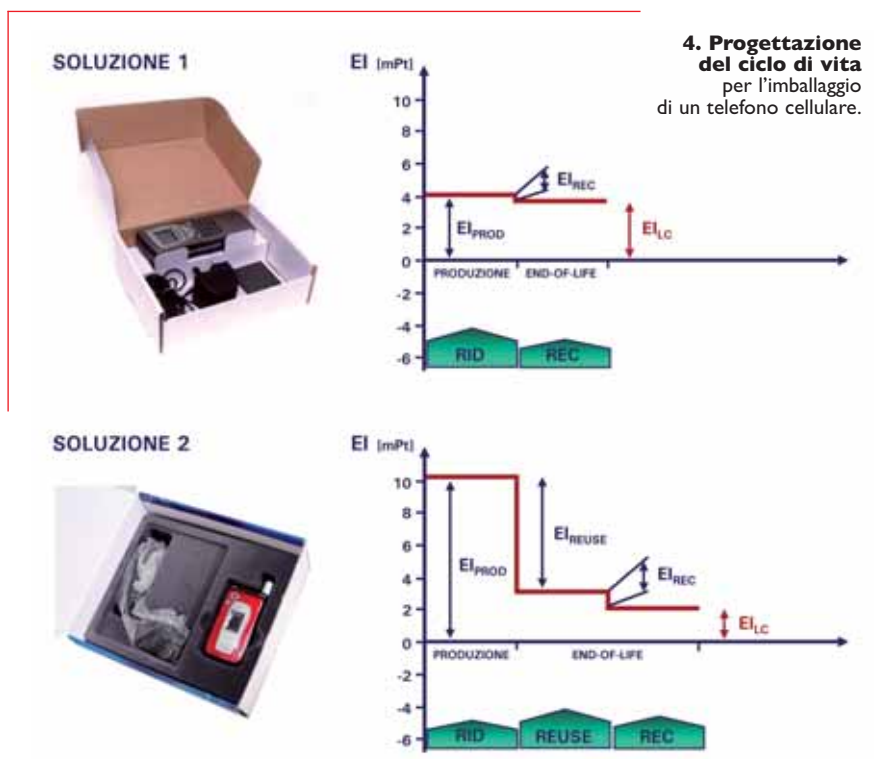 4. Progettazione
del ciclo di vita
per l'imballaggio
di un telefono cellulare.
SOLUZIONE 1
EI [mPt]
10
8
6
4
2
0
-2
-4
-6
EI_PROD
EI_REC
EI_LC
PRODUZIONE
END-OF-LIFE
RID
REC
SOLUZIONE 2
EI [mPt]
10
8
6
4
2
0
-2
-4
-6
EI_PROD
EI_REUSE
EI_REC
EI_LC
PRODUZIONE
END-OF-LIFE
RID
REUSE
REC